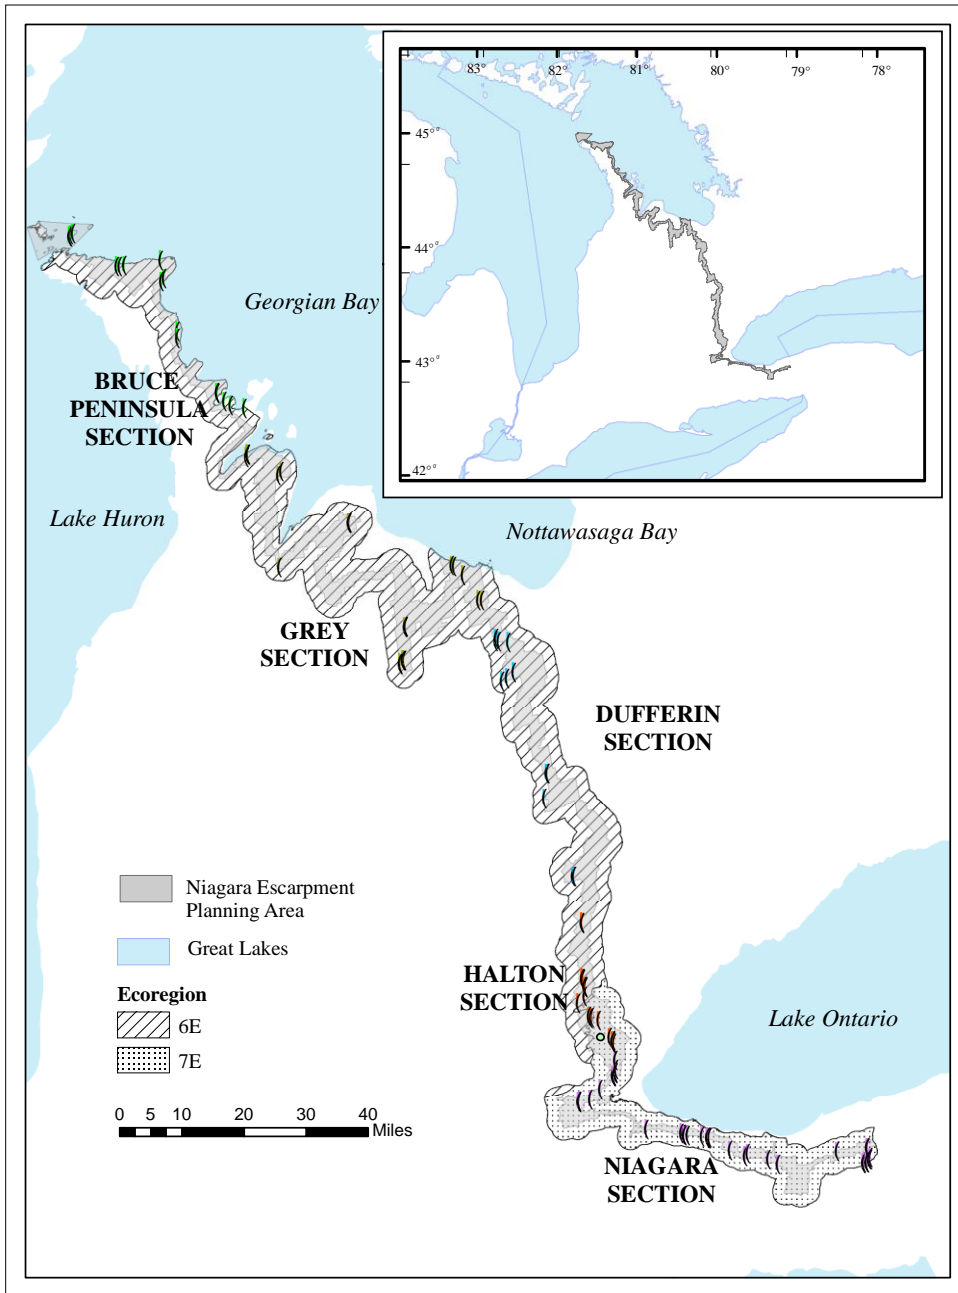 83°
82°
81°
80°
79°
78°
45°
44°
43°
42°
Georgian Bay
BRUCE
PENINSULA
SECTION
Lake Huron
Nottawasaga Bay
GREY
SECTION
DUFFERIN
SECTION
Niagara Escarpment
Planning Area
Great Lakes
Ecoregion
6E
7E
HALTON
SECTION
Lake Ontario
0 5 10 20 30 40
Miles
NIAGARA
SECTION